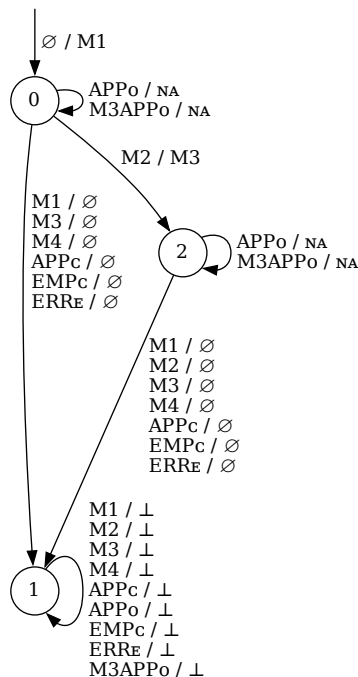 ∅ / M1
0
APPO / NA
M3APPO / NA
M2 / M3
M1 / ∅
M3 / ∅
M4 / ∅
APPC / ∅
EMPC / ∅
ERRE / ∅
2
APPO / NA
M3APPO / NA
M1 / ∅
M2 / ∅
M3 / ∅
M4 / ∅
APPC / ∅
EMPC / ∅
ERRE / ∅
1
M1 / ⊥
M2 / ⊥
M3 / ⊥
M4 / ⊥
APPC / ⊥
APPO / ⊥
EMPC / ⊥
ERRE / ⊥
M3APPO / ⊥